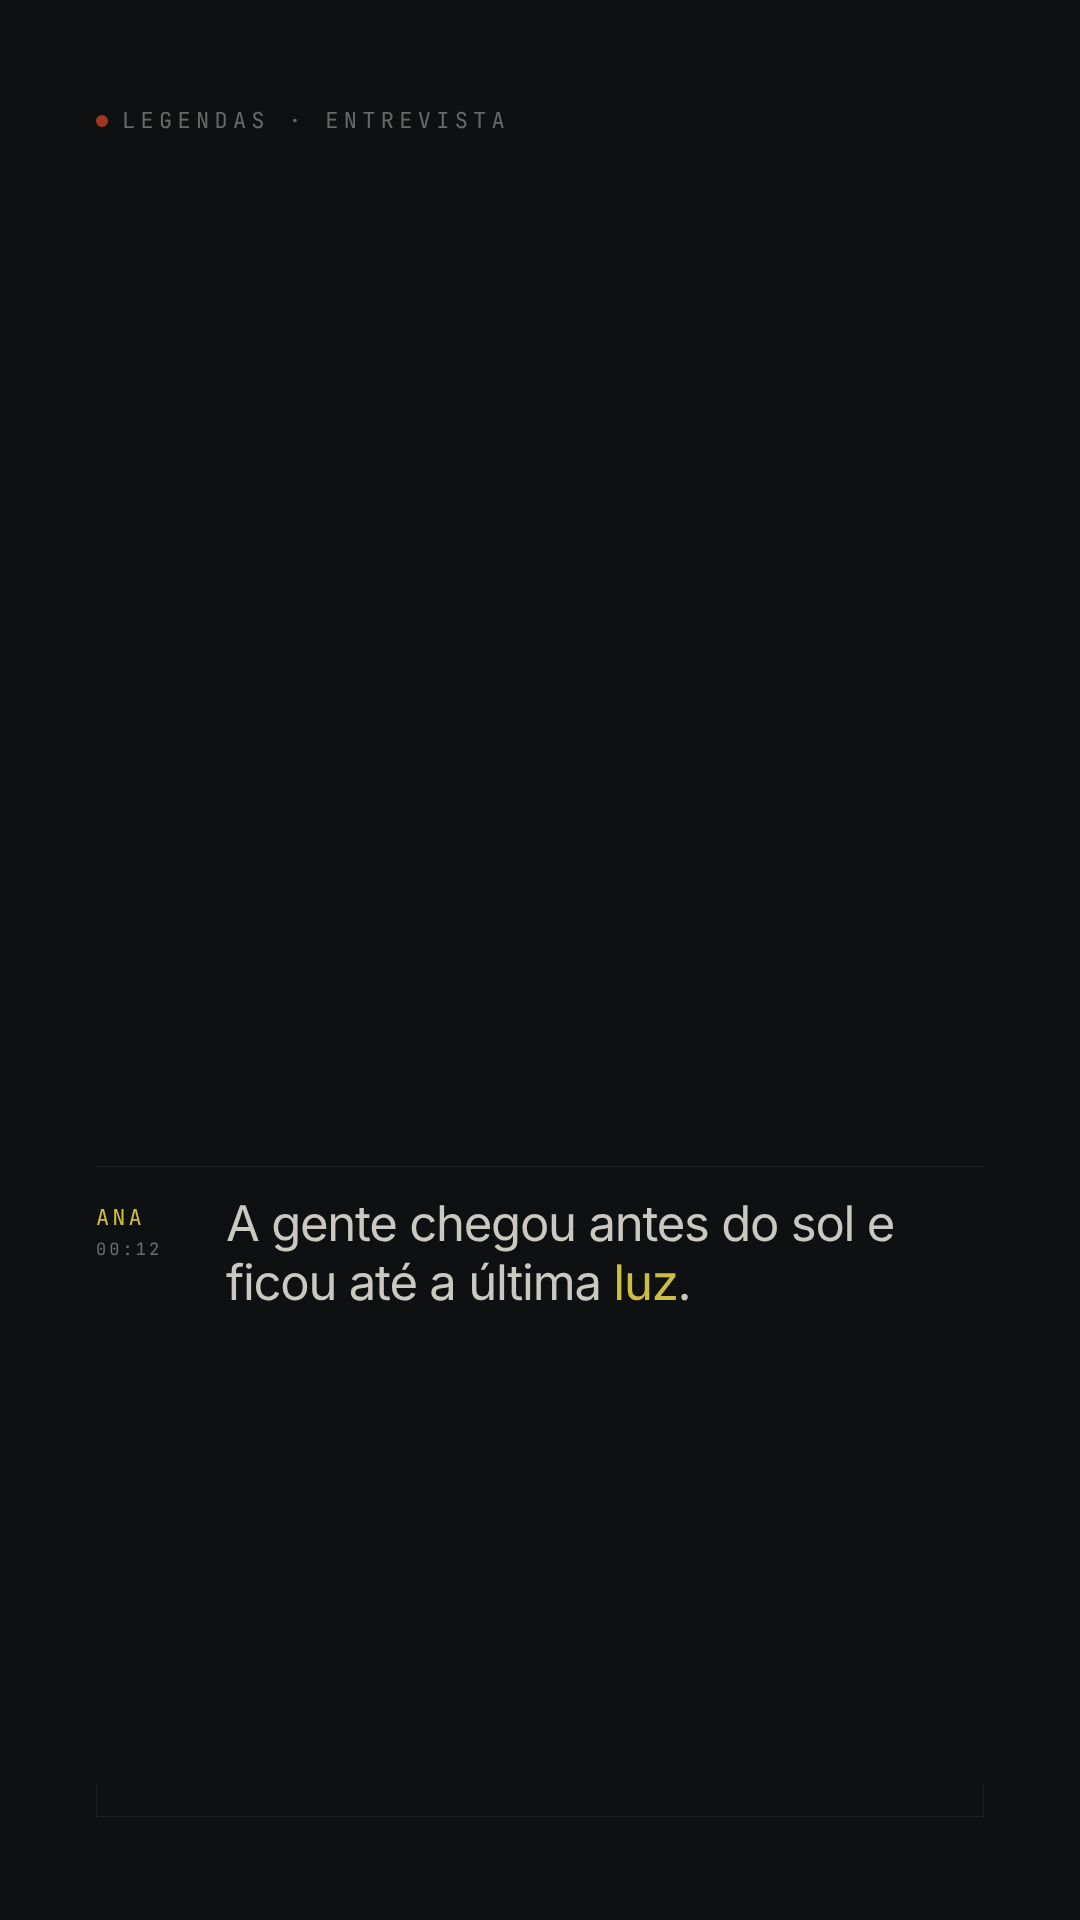 LEGENDAS · ENTREVISTA
ANA
00:12
A gente chegou antes do sol e
ficou até a última luz.